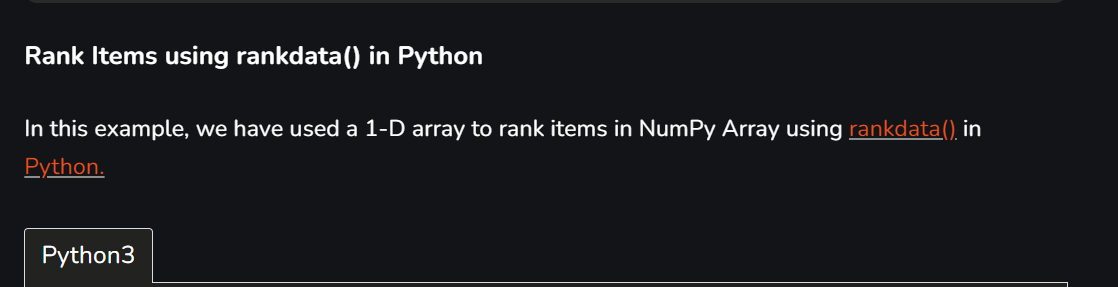 Rank Items using rankdata() in Python
In this example, we have used a 1-D array to rank items in NumPy Array using rankdata() in
Python.
Python3